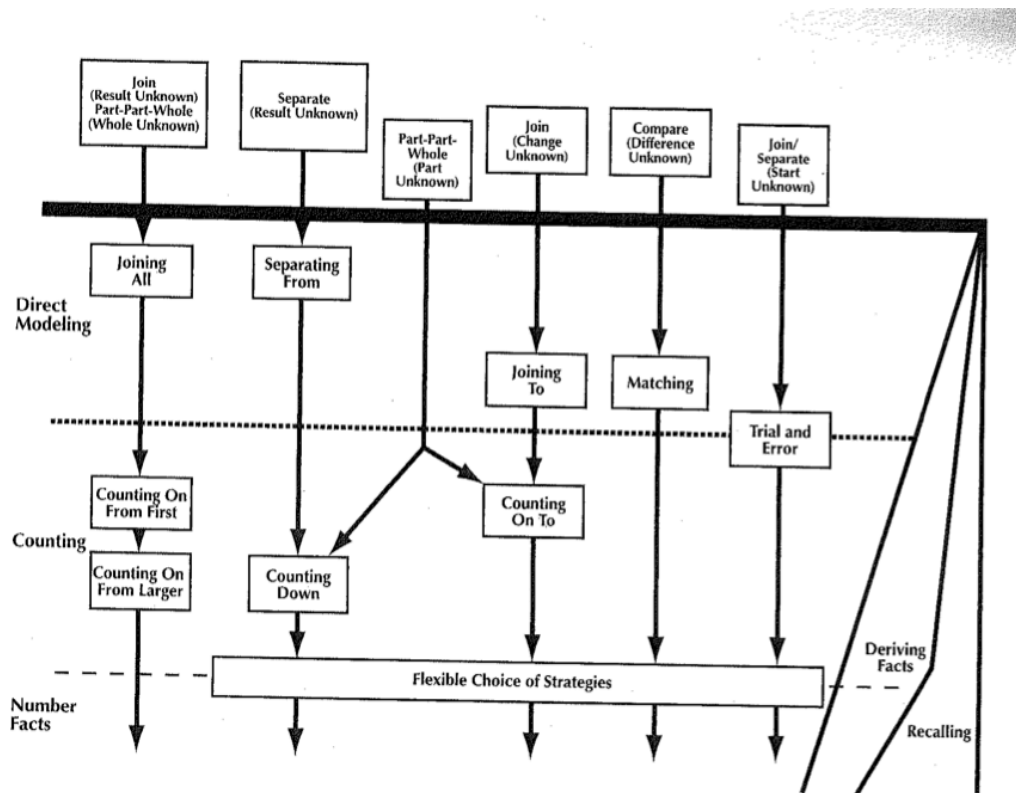 Join
(Result Unknown)
Part-Part-Whole
(Whole Unknown)
Separate
(Result Unknown)
Part-Part-
Whole
(Part
Unknown)
Join
(Change
Unknown)
Compare
(Difference
Unknown)
Join/
Separate
(Start
Unknown)
Joining
All
Separating
From
Direct
Modeling
Joining
To
Matching
Trial and
Error
Counting On
From First
Counting
On To
Counting
Counting On
From Larger
Counting
Down
Deriving
Facts
Flexible Choice of Strategies
Number
Facts
Recalling